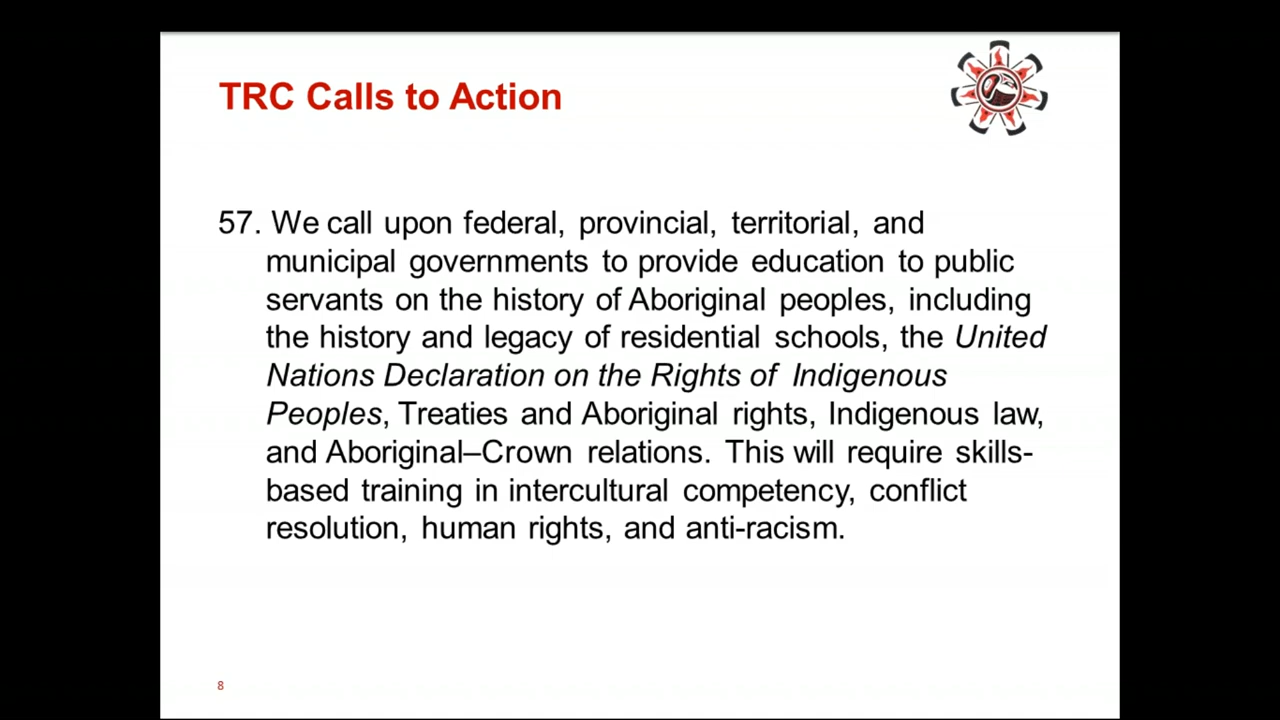 TRC Calls to Action
57. We call upon federal, provincial, territorial, and
municipal governments to provide education to public
servants on the history of Aboriginal peoples, including
the history and legacy of residential schools, the United
Nations Declaration on the Rights of Indigenous
Peoples, Treaties and Aboriginal rights, Indigenous law,
and Aboriginal–Crown relations. This will require skills-
based training in intercultural competency, conflict
resolution, human rights, and anti-racism.
8